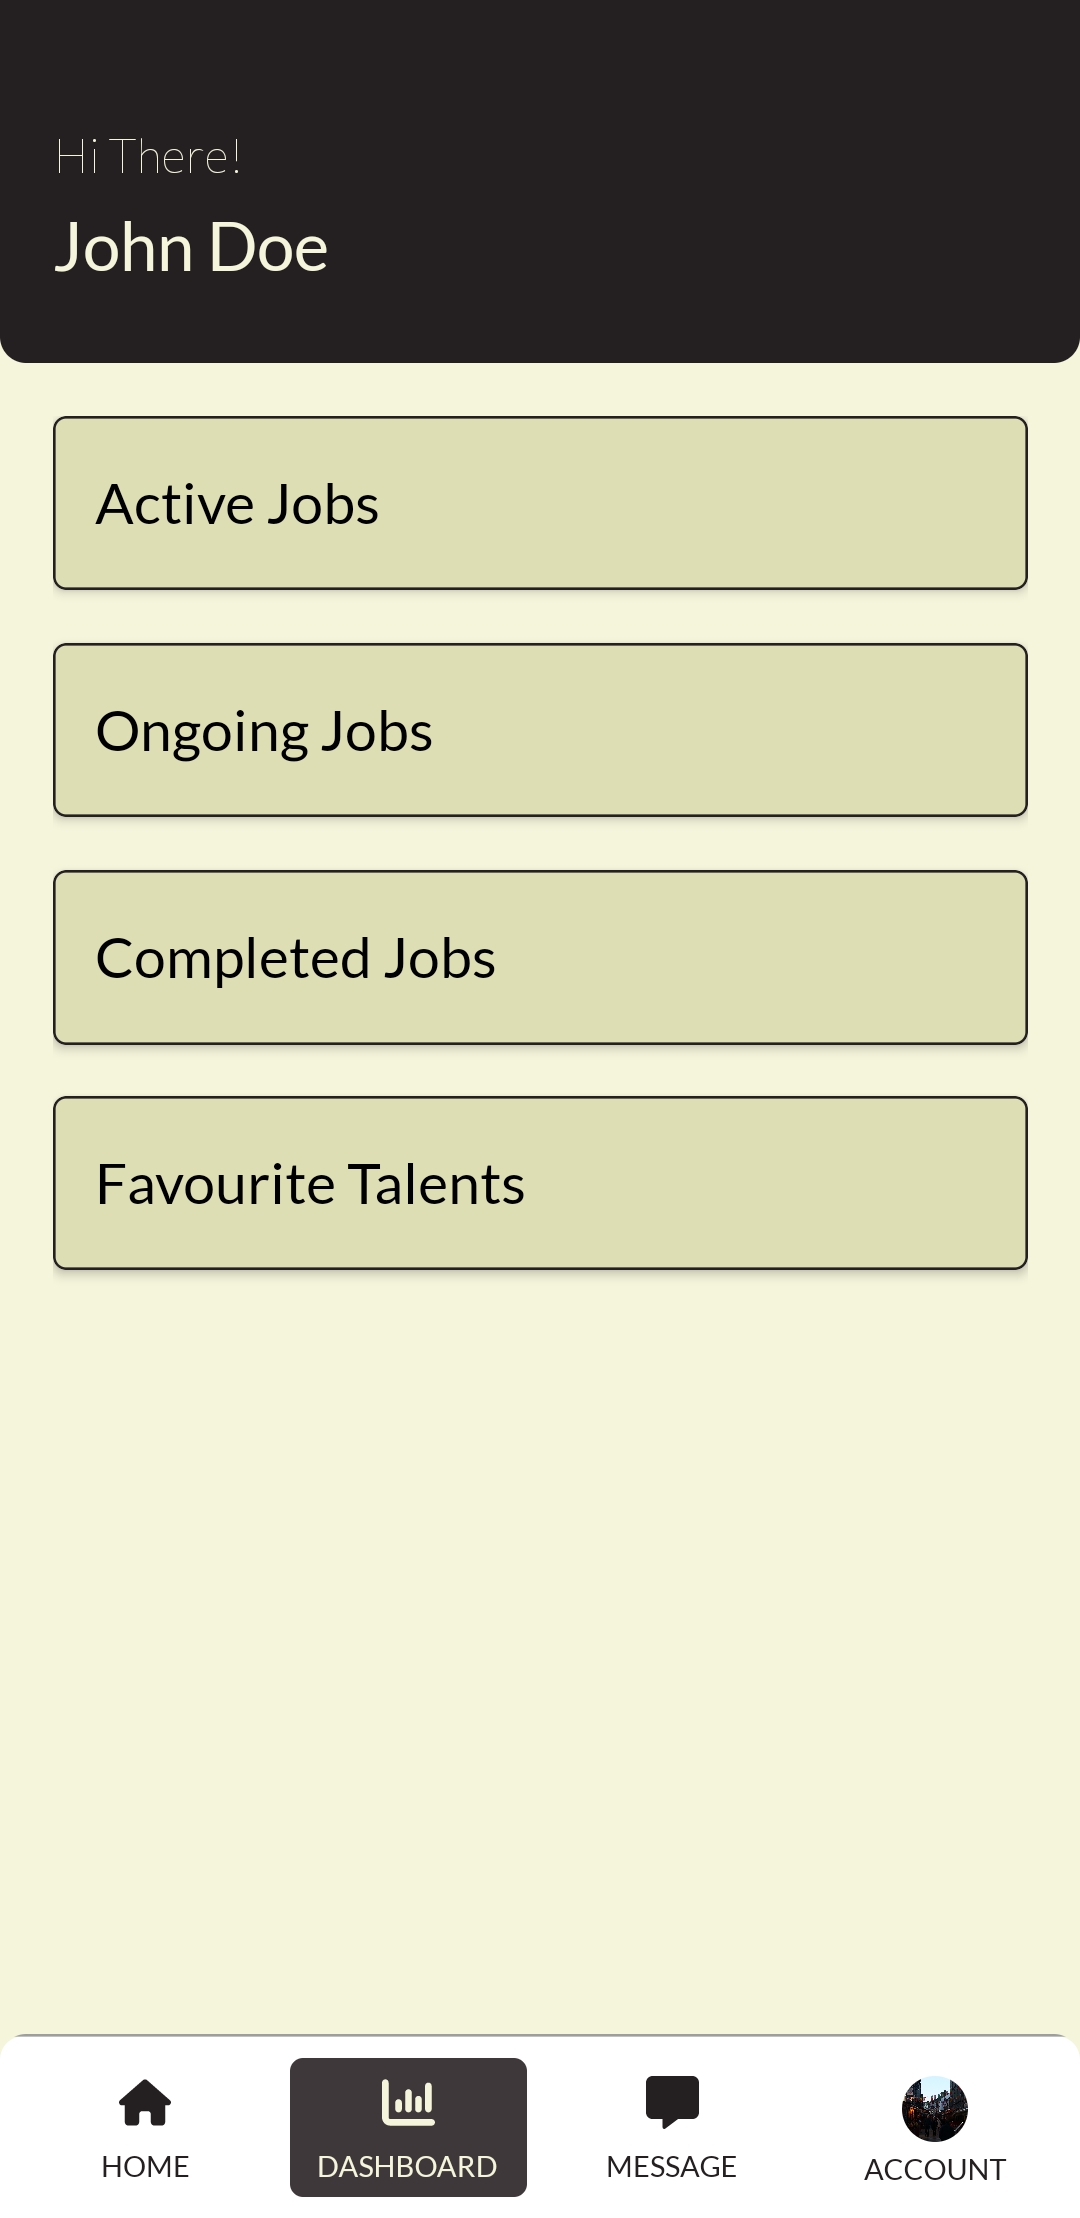 Hi There!
John Doe
Active Jobs
Ongoing Jobs
Completed Jobs
Favourite Talents
HOME
DASHBOARD
MESSAGE
ACCOUNT